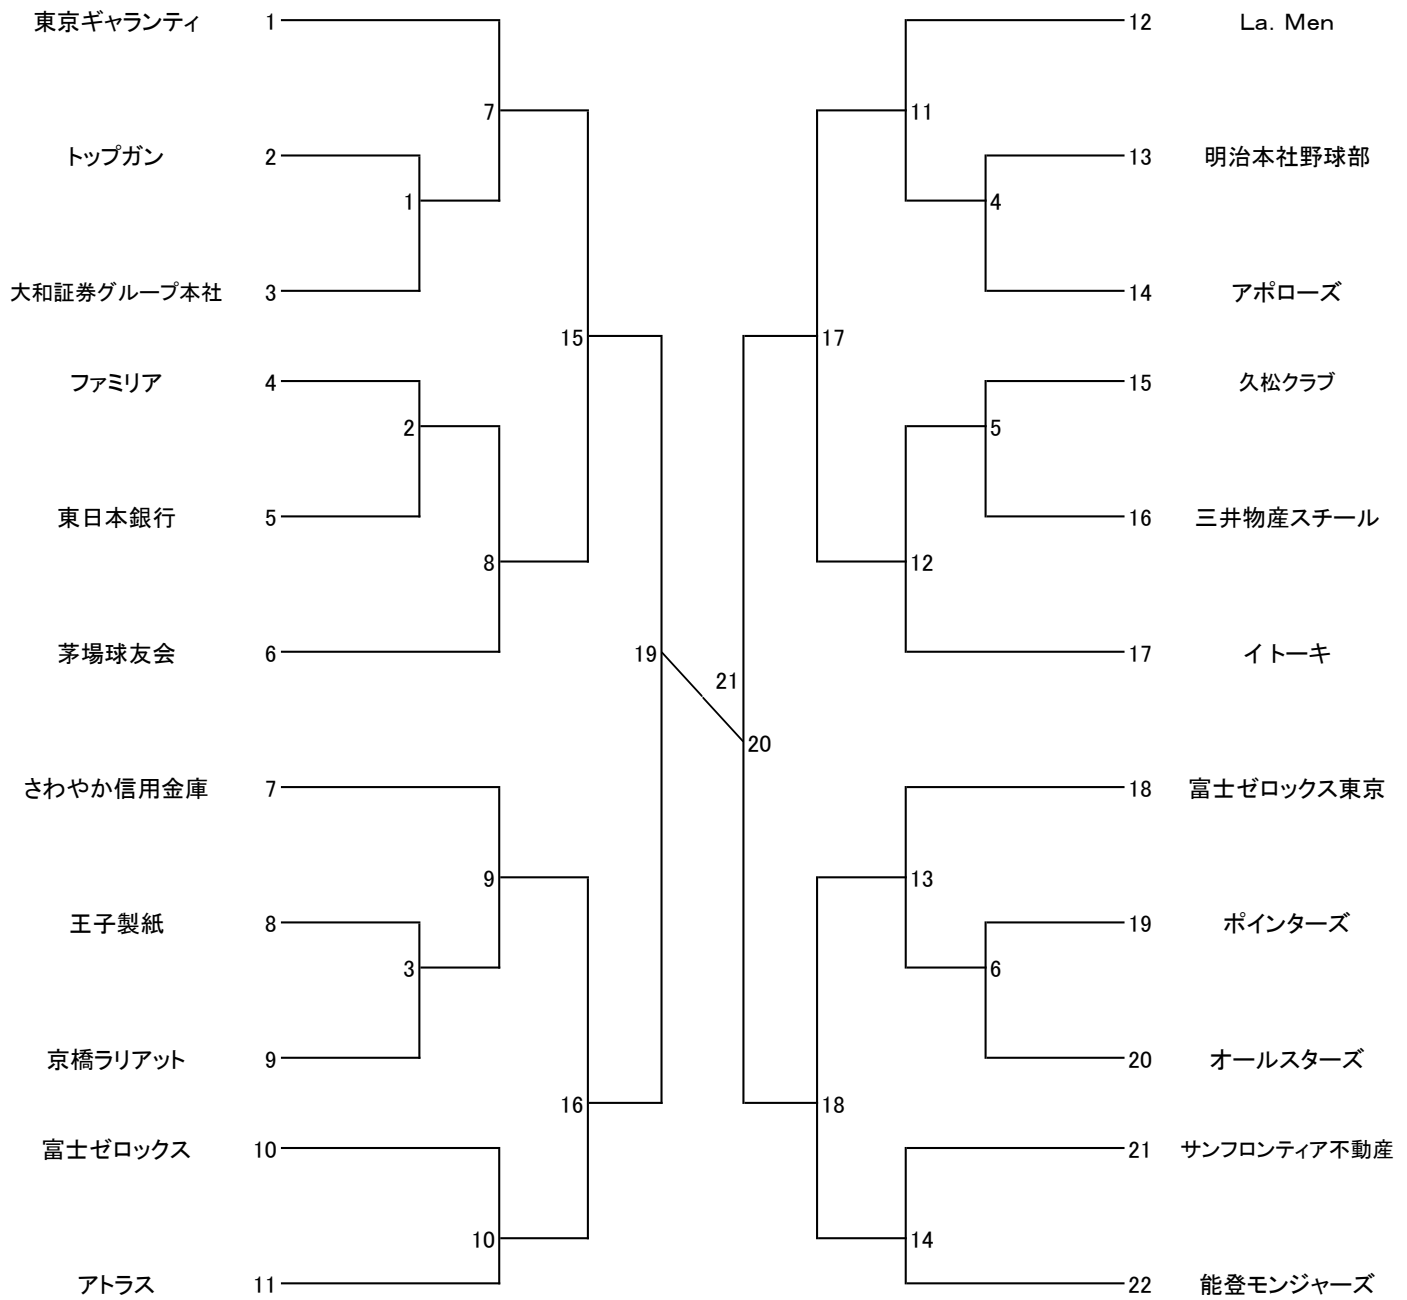 東京ギャランティ 1
12 La. Men
7
11
トップガン 2
13 明治本社野球部
1
4
大和証券グループ本社 3
14 アポローズ
15
17
ファミリア 4
15 久松クラブ
2
5
東日本銀行 5
16 三井物産スチール
8
12
茅場球友会 6
19
17 イトーキ
21
20
さわやか信用金庫 7
18 富士ゼロックス東京
9
13
王子製紙 8
19 ポインターズ
3
6
京橋ラリアット 9
20 オールスターズ
16
18
富士ゼロックス 10
21 サンフロンティア不動産
10
14
アトラス 11
22 能登モンジャーズ